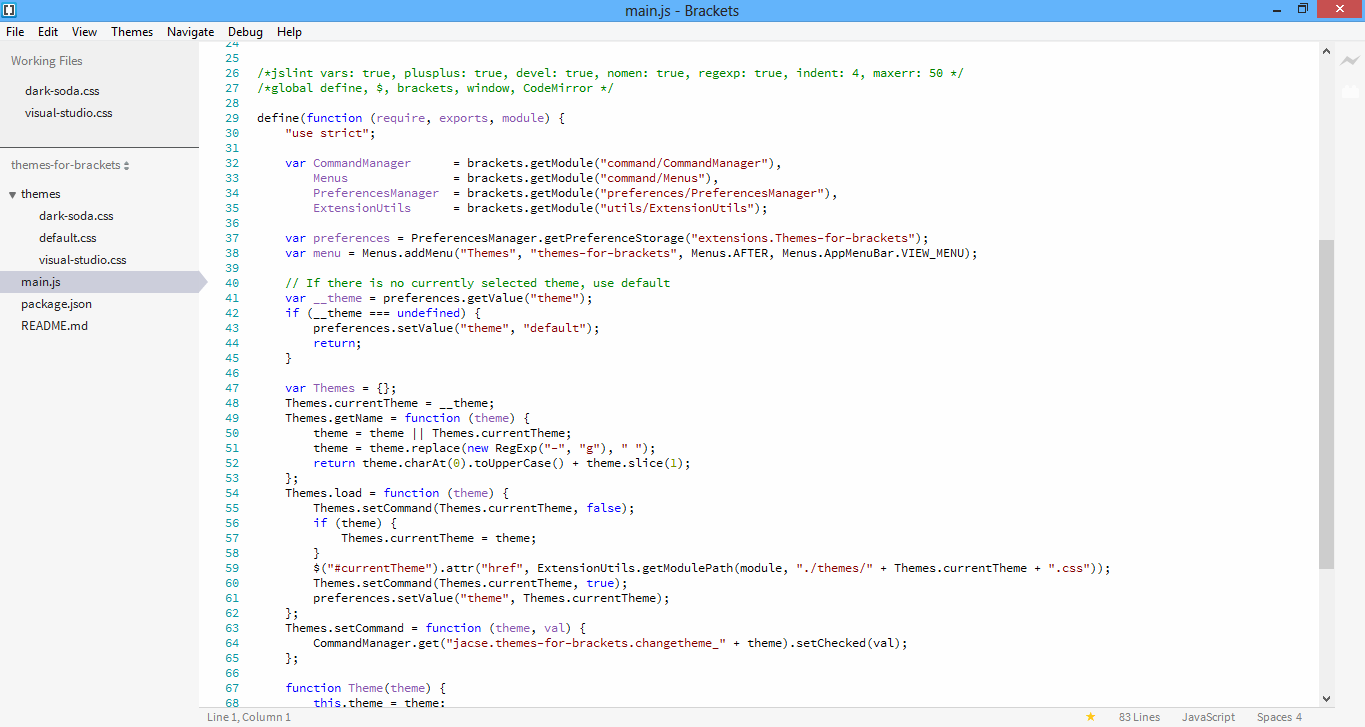 main.js - Brackets
File Edit View Themes Navigate Debug Help
Working Files
dark-soda.css
visual-studio.css
themes-for-brackets
themes
dark-soda.css
default.css
visual-studio.css
main.js
package.json
README.md
24
25
26 /*jslint vars: true, plusplus: true, devel: true, nomen: true, regexp: true, indent: 4, maxerr: 50 */
27 /*global define, $, brackets, window, CodeMirror */
28
29 define(function (require, exports, module) {
30     "use strict";
31
32     var CommandManager      = brackets.getModule("command/CommandManager"),
33         Menus               = brackets.getModule("command/Menus"),
34         PreferencesManager  = brackets.getModule("preferences/PreferencesManager"),
35         ExtensionUtils      = brackets.getModule("utils/ExtensionUtils");
36
37     var preferences = PreferencesManager.getPreferenceStorage("extensions.Themes-for-brackets");
38     var menu = Menus.addMenu("Themes", "themes-for-brackets", Menus.AFTER, Menus.AppMenuBar.VIEW_MENU);
39
40     // If there is no currently selected theme, use default
41     var __theme = preferences.getValue("theme");
42     if (__theme === undefined) {
43         preferences.setValue("theme", "default");
44         return;
45     }
46
47     var Themes = {};
48     Themes.currentTheme = __theme;
49     Themes.getName = function (theme) {
50         theme = theme || Themes.currentTheme;
51         theme = theme.replace(new RegExp("-", "g"), " ");
52         return theme.charAt(0).toUpperCase() + theme.slice(1);
53     };
54     Themes.load = function (theme) {
55         Themes.setCommand(Themes.currentTheme, false);
56         if (theme) {
57             Themes.currentTheme = theme;
58         }
59         $("#currentTheme").attr("href", ExtensionUtils.getModulePath(module, "./themes/" + Themes.currentTheme + ".css"));
60         Themes.setCommand(Themes.currentTheme, true);
61         preferences.setValue("theme", Themes.currentTheme);
62     };
63     Themes.setCommand = function (theme, val) {
64         CommandManager.get("jacse.themes-for-brackets.changetheme_" + theme).setChecked(val);
65     };
66
67     function Theme(theme) {
68         this.theme = theme;
Line 1, Column 1
83 Lines JavaScript Spaces 4